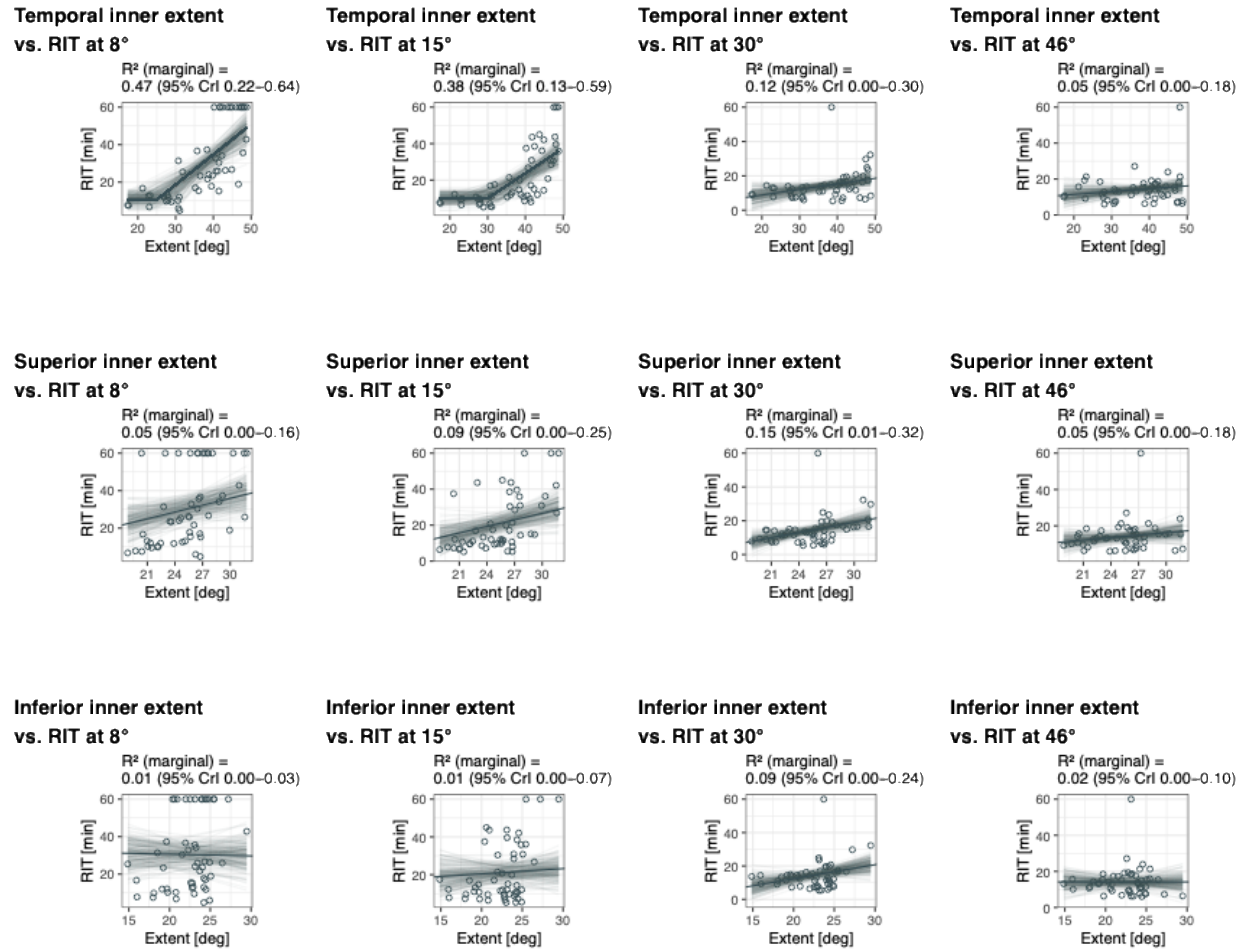 Temporal inner extent
vs. RIT at 8°
R² (marginal) =
0.47 (95% CrI 0.22–0.64)
60
40
20
RIT [min]
20 30 40 50
Extent [deg]
Temporal inner extent
vs. RIT at 15°
R² (marginal) =
0.38 (95% CrI 0.13–0.59)
60
40
20
RIT [min]
20 30 40 50
Extent [deg]
Temporal inner extent
vs. RIT at 30°
R² (marginal) =
0.12 (95% CrI 0.00–0.30)
60
40
20
0
RIT [min]
20 30 40 50
Extent [deg]
Temporal inner extent
vs. RIT at 46°
R² (marginal) =
0.05 (95% CrI 0.00–0.18)
60
40
20
0
RIT [min]
20 30 40 50
Extent [deg]
Superior inner extent
vs. RIT at 8°
R² (marginal) =
0.05 (95% CrI 0.00–0.16)
60
40
20
RIT [min]
21 24 27 30
Extent [deg]
Superior inner extent
vs. RIT at 15°
R² (marginal) =
0.09 (95% CrI 0.00–0.25)
60
40
20
0
RIT [min]
21 24 27 30
Extent [deg]
Superior inner extent
vs. RIT at 30°
R² (marginal) =
0.15 (95% CrI 0.01–0.32)
60
40
20
0
RIT [min]
21 24 27 30
Extent [deg]
Superior inner extent
vs. RIT at 46°
R² (marginal) =
0.05 (95% CrI 0.00–0.18)
60
40
20
RIT [min]
21 24 27 30
Extent [deg]
Inferior inner extent
vs. RIT at 8°
R² (marginal) =
0.01 (95% CrI 0.00–0.03)
60
40
20
RIT [min]
15 20 25 30
Extent [deg]
Inferior inner extent
vs. RIT at 15°
R² (marginal) =
0.01 (95% CrI 0.00–0.07)
60
40
20
RIT [min]
15 20 25 30
Extent [deg]
Inferior inner extent
vs. RIT at 30°
R² (marginal) =
0.09 (95% CrI 0.00–0.24)
60
40
20
0
RIT [min]
15 20 25 30
Extent [deg]
Inferior inner extent
vs. RIT at 46°
R² (marginal) =
0.02 (95% CrI 0.00–0.10)
60
40
20
0
RIT [min]
15 20 25 30
Extent [deg]